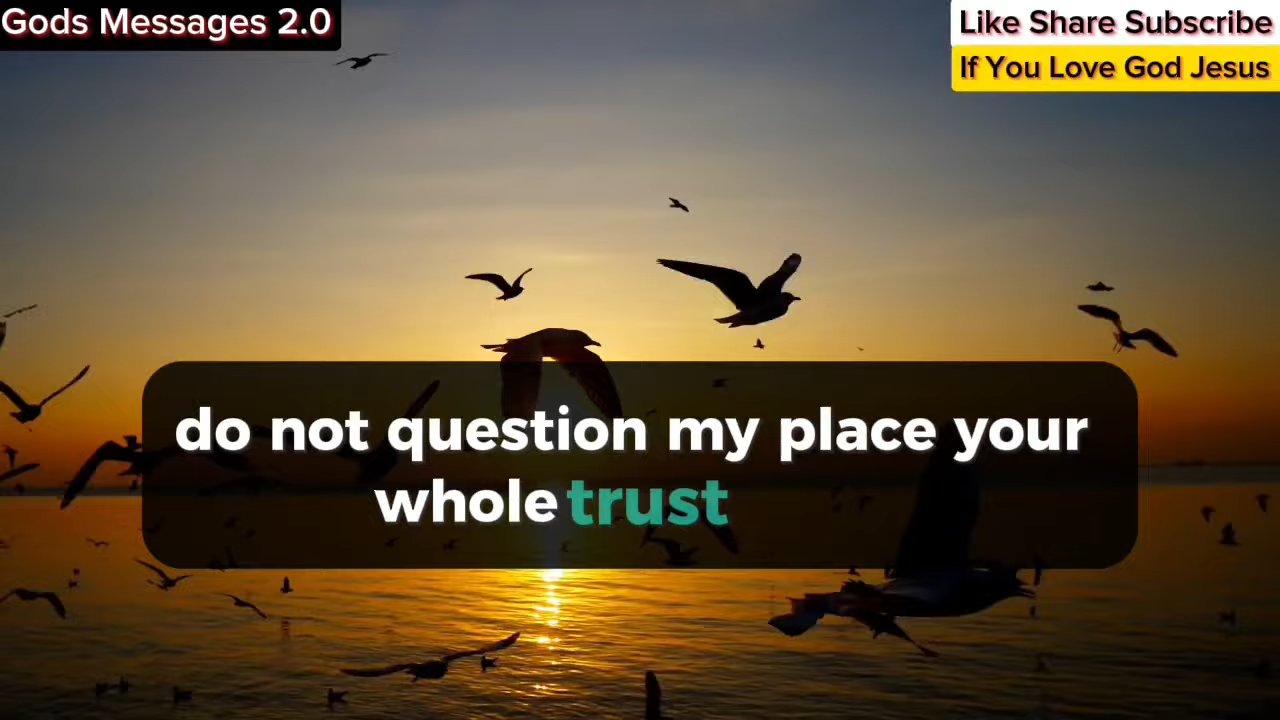 Gods Messages 2.0
Like Share Subscribe
If You Love God Jesus
do not question my place your
whole trust